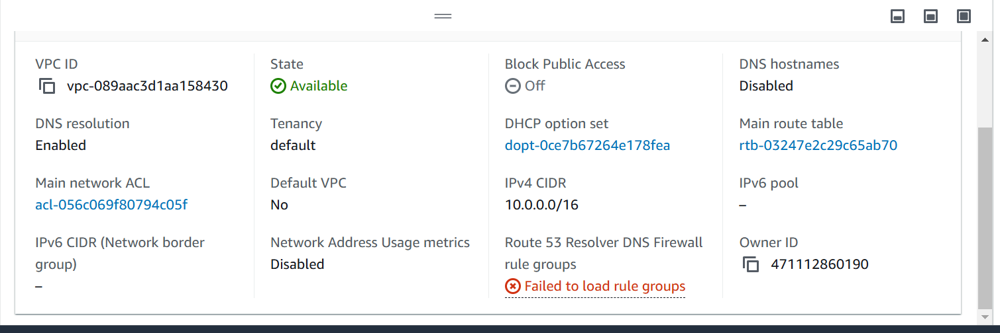 VPC ID
vpc-089aac3d1aa158430
State
Available
Block Public Access
Off
DNS hostnames
Disabled
DNS resolution
Enabled
Tenancy
default
DHCP option set
dopt-0ce7b67264e178fea
Main route table
rtb-03247e2c29c65ab70
Main network ACL
acl-056c069f80794c05f
Default VPC
No
IPv4 CIDR
10.0.0.0/16
IPv6 pool
–
IPv6 CIDR (Network border
group)
–
Network Address Usage metrics
Disabled
Route 53 Resolver DNS Firewall
rule groups
Failed to load rule groups
Owner ID
471112860190